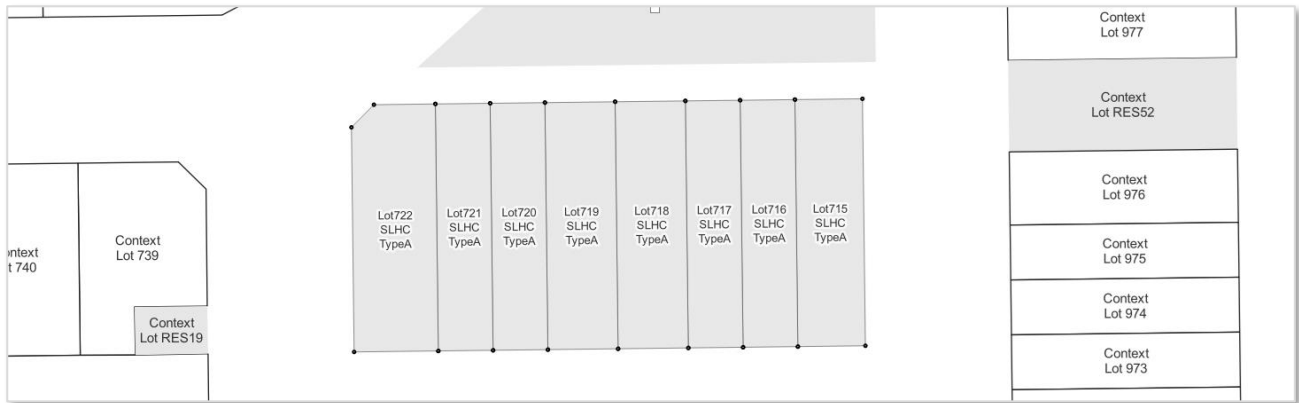 Context
Lot 977
Context
Lot RES52
Lot722
SLHC
TypeA
Lot721
SLHC
TypeA
Lot720
SLHC
TypeA
Lot719
SLHC
TypeA
Lot718
SLHC
TypeA
Lot717
SLHC
TypeA
Lot716
SLHC
TypeA
Lot715
SLHC
TypeA
Context
Lot 976
ontext
t 740
Context
Lot 739
Context
Lot 975
Context
Lot 974
Context
Lot RES19
Context
Lot 973